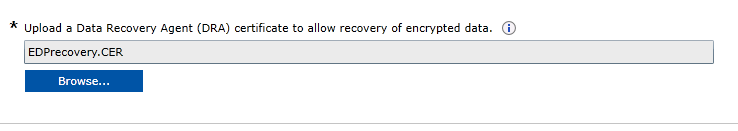 * Upload a Data Recovery Agent (DRA) certificate to allow recovery of encrypted data. i
EDPrecovery.CER
Browse...